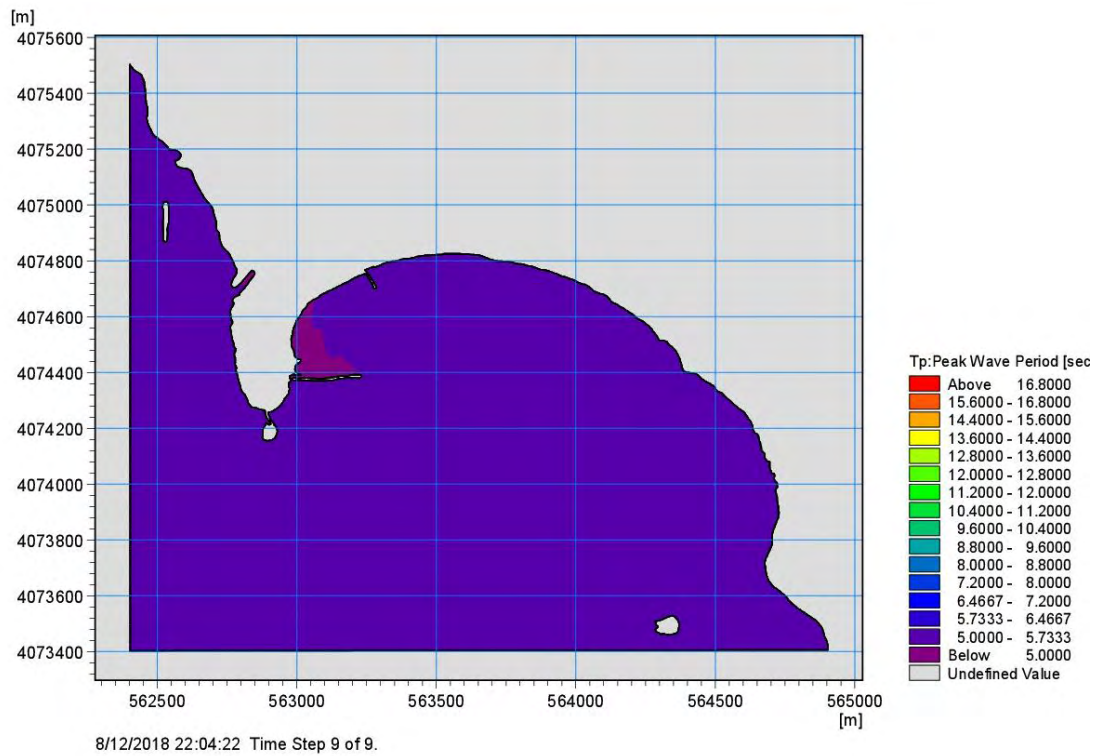 [m]
4075600
4075400
4075200
4075000
4074800
4074600
4074400
4074200
4074000
4073800
4073600
4073400
562500 563000 563500 564000 564500 565000
[m]
8/12/2018 22:04:22 Time Step 9 of 9.
Tp:Peak Wave Period [sec
Above 16.8000
15.6000 - 16.8000
14.4000 - 15.6000
13.6000 - 14.4000
12.8000 - 13.6000
12.0000 - 12.8000
11.2000 - 12.0000
10.4000 - 11.2000
9.6000 - 10.4000
8.8000 - 9.6000
8.0000 - 8.8000
7.2000 - 8.0000
6.4667 - 7.2000
5.7333 - 6.4667
5.0000 - 5.7333
Below 5.0000
Undefined Value